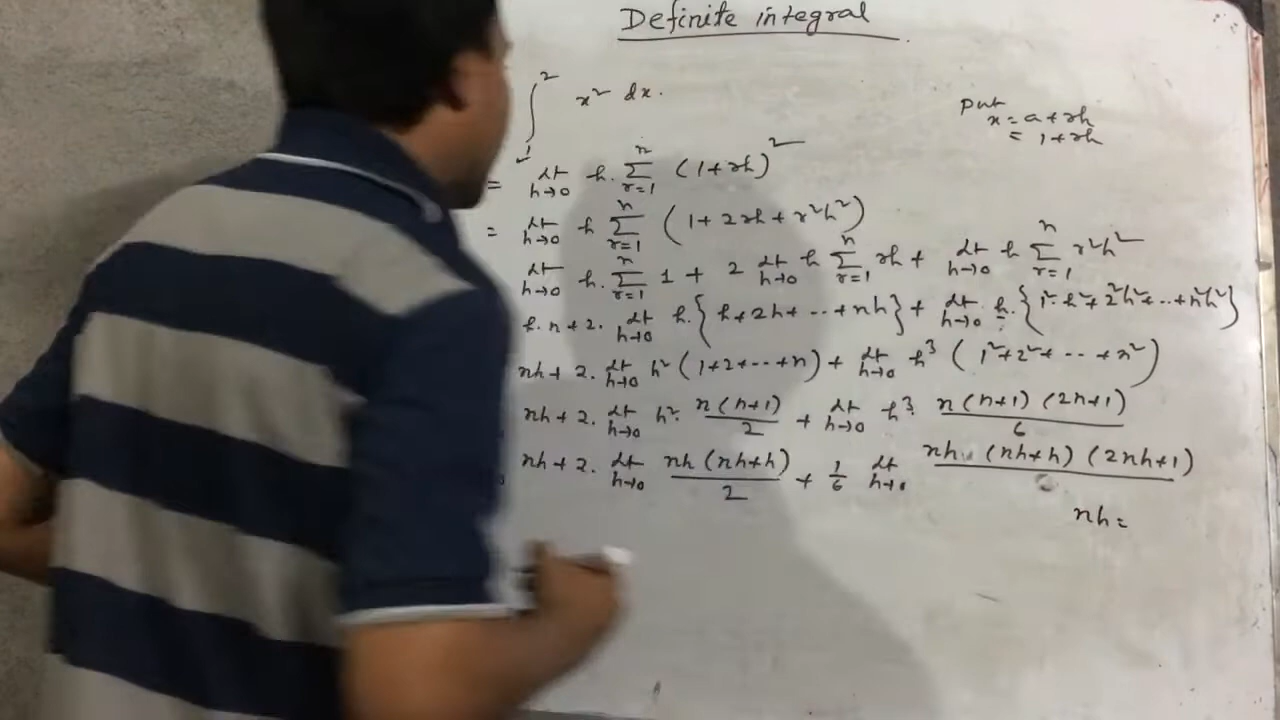 Definite integral
∫₁² x² dx.
Put
x = a + rh
= 1 + rh
= Lt h→0 h. Σ r=1 n (1 + rh)²
= Lt h→0 h Σ r=1 n (1 + 2rh + r²h²)
Lt h→0 h. Σ r=1 n 1 + 2 Lt h→0 h Σ r=1 n rh + Lt h→0 h Σ r=1 n r²h²
h.n + 2. Lt h→0 h. {h + 2h + ... + nh} + Lt h→0 h. {1².h² + 2²h² + ... + n²h²}
nh + 2. Lt h→0 h² (1 + 2 + ... + n) + Lt h→0 h³ (1² + 2² + ... + n²)
nh + 2. Lt h→0 h². n(n+1)/2 + Lt h→0 h³. n(n+1)(2n+1)/6
nh + 2. Lt h→0 nh(nh+h)/2 + 1/6 Lt h→0 nh (nh+h)(2nh+1)
nh =